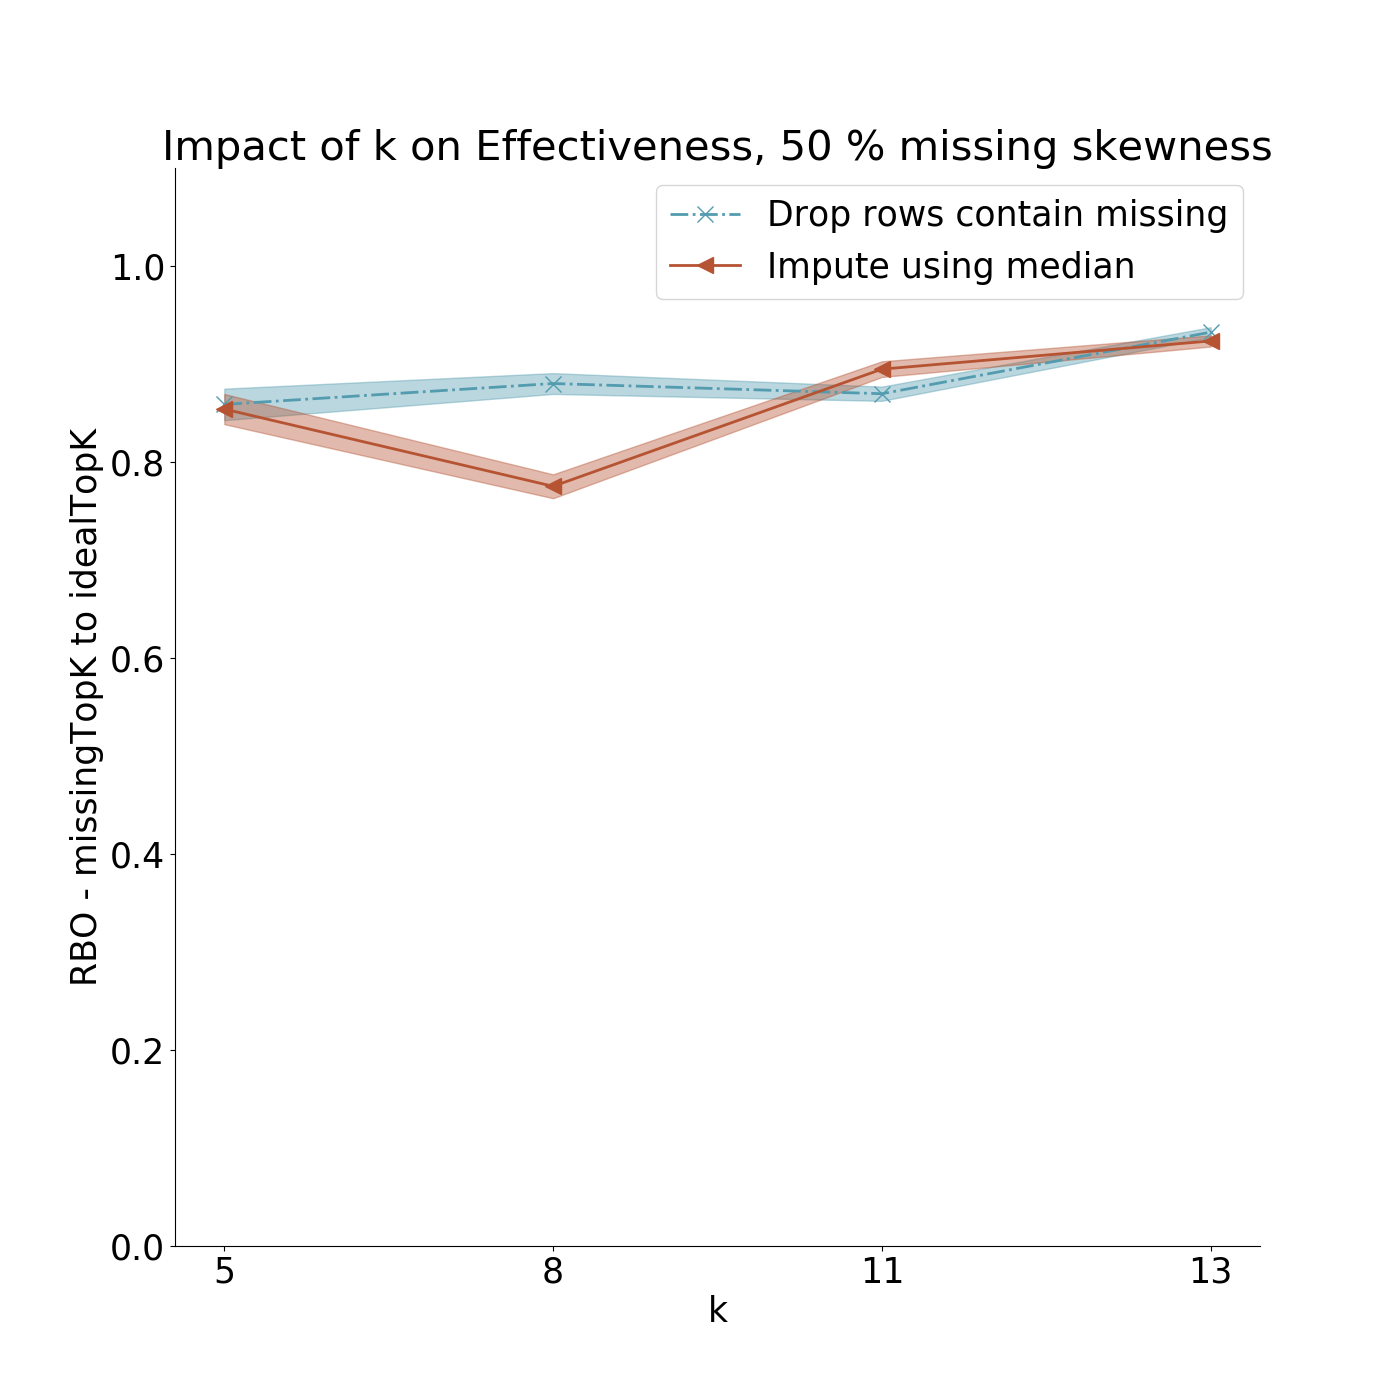 Impact of k on Effectiveness, 50 % missing skewness
Drop rows contain missing
Impute using median
RBO - missingTopK to idealTopK
1.0
0.8
0.6
0.4
0.2
0.0
5 8 11 13
k